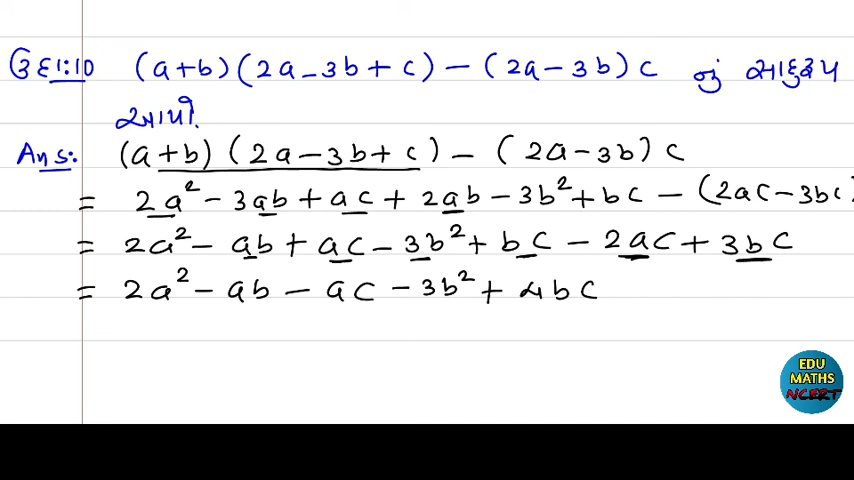 ઉદા:10 (a+b)(2a-3b+c)-(2a-3b)c નું સાદુંરૂપ
આપો.
Ans: (a+b)(2a-3b+c)-(2a-3b)c
= 2a²-3ab+ac+2ab-3b²+bc-(2ac-3bc)
= 2a²-ab+ac-3b²+bc-2ac+3bc
= 2a²-ab-ac-3b²+4bc
EDU
MATHS
NCERT